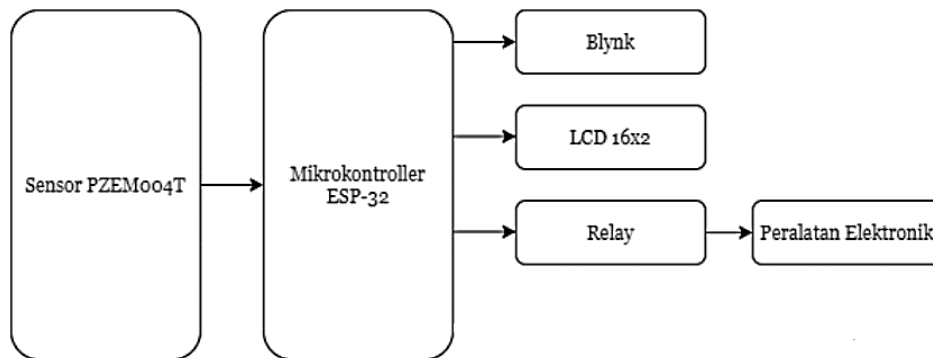 Sensor PZEM004T
Mikrokontroller
ESP-32
Blynk
LCD 16x2
Relay
Peralatan Elektronik